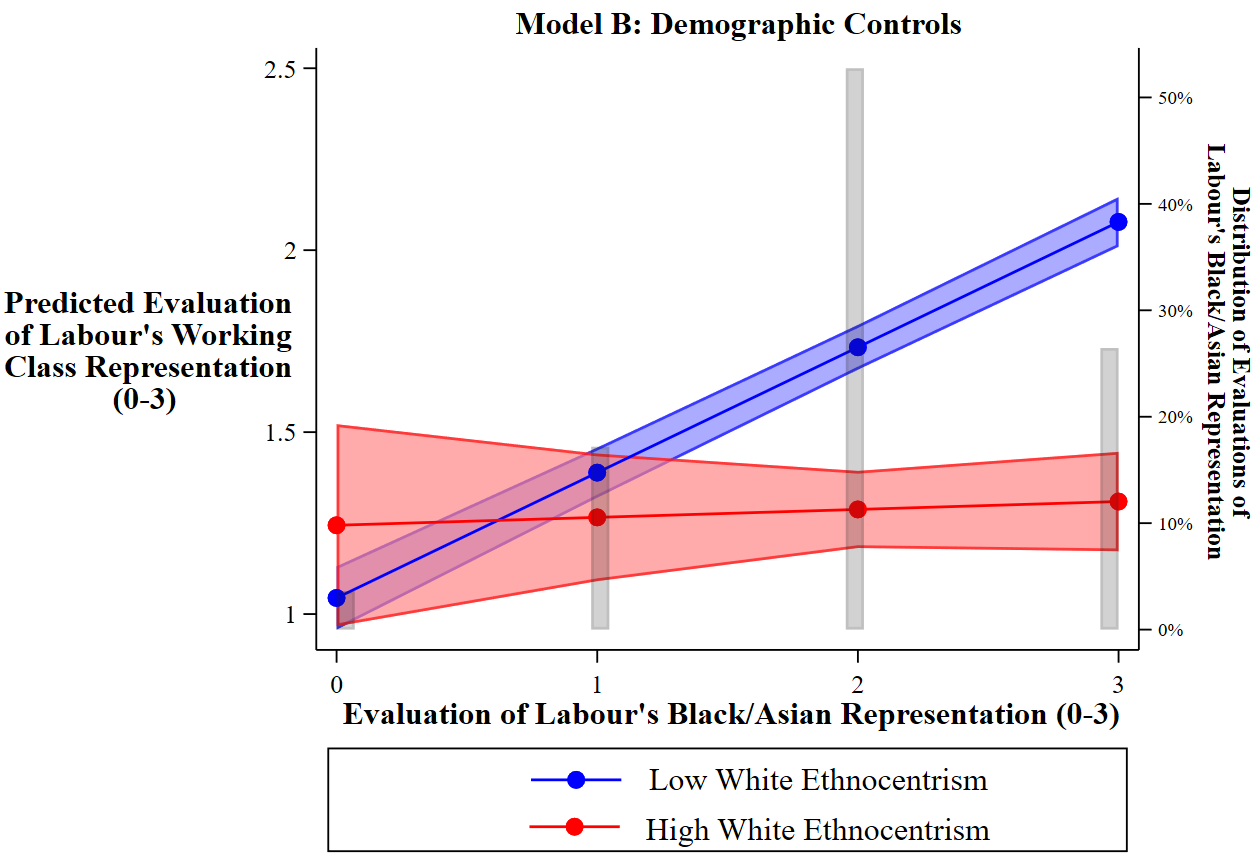 Model B: Demographic Controls
2.5
2
1.5
1
Predicted Evaluation
of Labour's Working
Class Representation
(0-3)
50%
40%
30%
20%
10%
0%
Distribution of Evaluations of
Labour's Black/Asian Representation
0
1
2
3
Evaluation of Labour's Black/Asian Representation (0-3)
Low White Ethnocentrism
High White Ethnocentrism